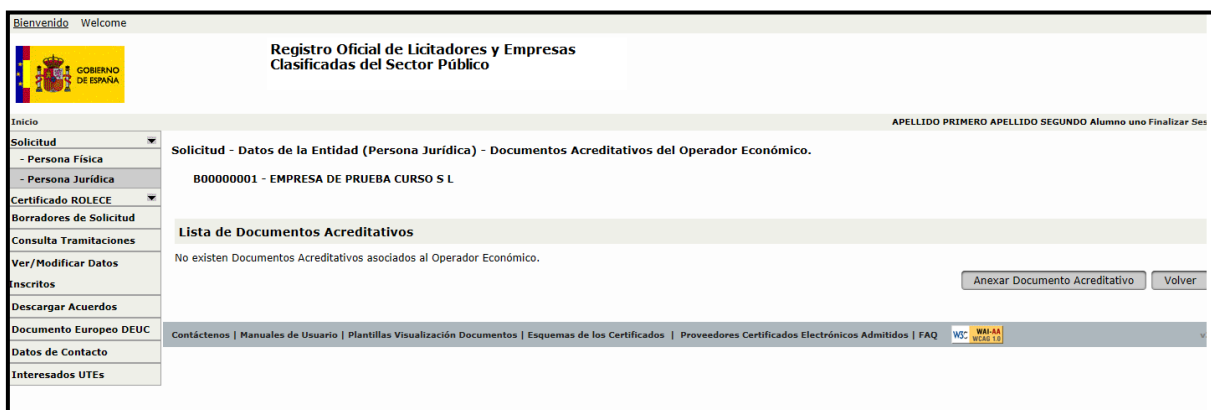 Bienvenido Welcome
GOBIERNO
DE ESPAÑA
Registro Oficial de Licitadores y Empresas
Clasificadas del Sector Público
Inicio
APELLIDO PRIMERO APELLIDO SEGUNDO Alumno uno Finalizar Ses
Solicitud
- Persona Física
- Persona Jurídica
Certificado ROLECE
Borradores de Solicitud
Consulta Tramitaciones
Ver/Modificar Datos
Inscritos
Descargar Acuerdos
Documento Europeo DEUC
Datos de Contacto
Interesados UTEs
Solicitud - Datos de la Entidad (Persona Jurídica) - Documentos Acreditativos del Operador Económico.
B00000001 - EMPRESA DE PRUEBA CURSO S L
Lista de Documentos Acreditativos
No existen Documentos Acreditativos asociados al Operador Económico.
Anexar Documento Acreditativo Volver
Contáctenos | Manuales de Usuario | Plantillas Visualización Documentos | Esquemas de los Certificados | Proveedores Certificados Electrónicos Admitidos | FAQ W3C WAI-AA WCAG 1.0 v